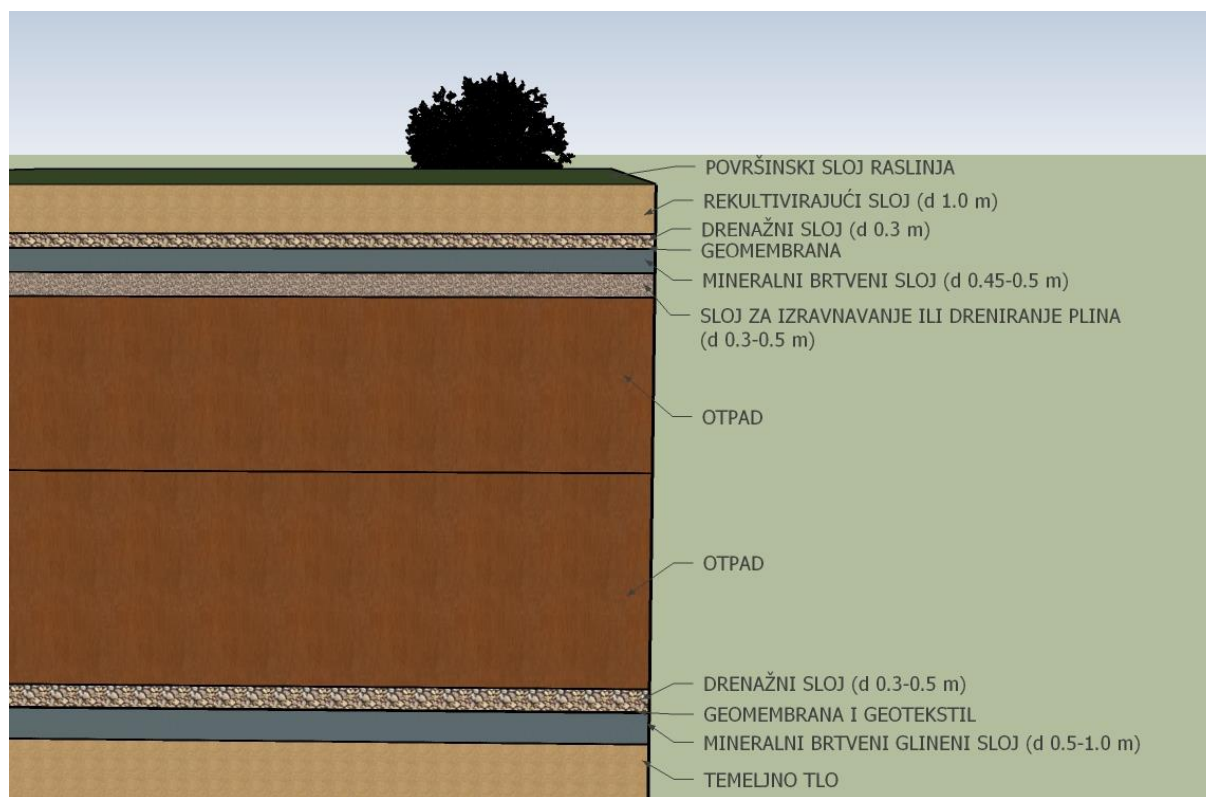 POVRŠINSKI SLOJ RASLINJA
REKULTIVIRAJUĆI SLOJ (d 1.0 m)
DRENAŽNI SLOJ (d 0.3 m)
GEOMEMBRANA
MINERALNI BRTVENI SLOJ (d 0.45-0.5 m)
SLOJ ZA IZRAVNAVANJE ILI DRENIRANJE PLINA
(d 0.3-0.5 m)
OTPAD
OTPAD
DRENAŽNI SLOJ (d 0.3-0.5 m)
GEOMEMBRANA I GEOTEKSTIL
MINERALNI BRTVENI GLINENI SLOJ (d 0.5-1.0 m)
TEMELJNO TLO